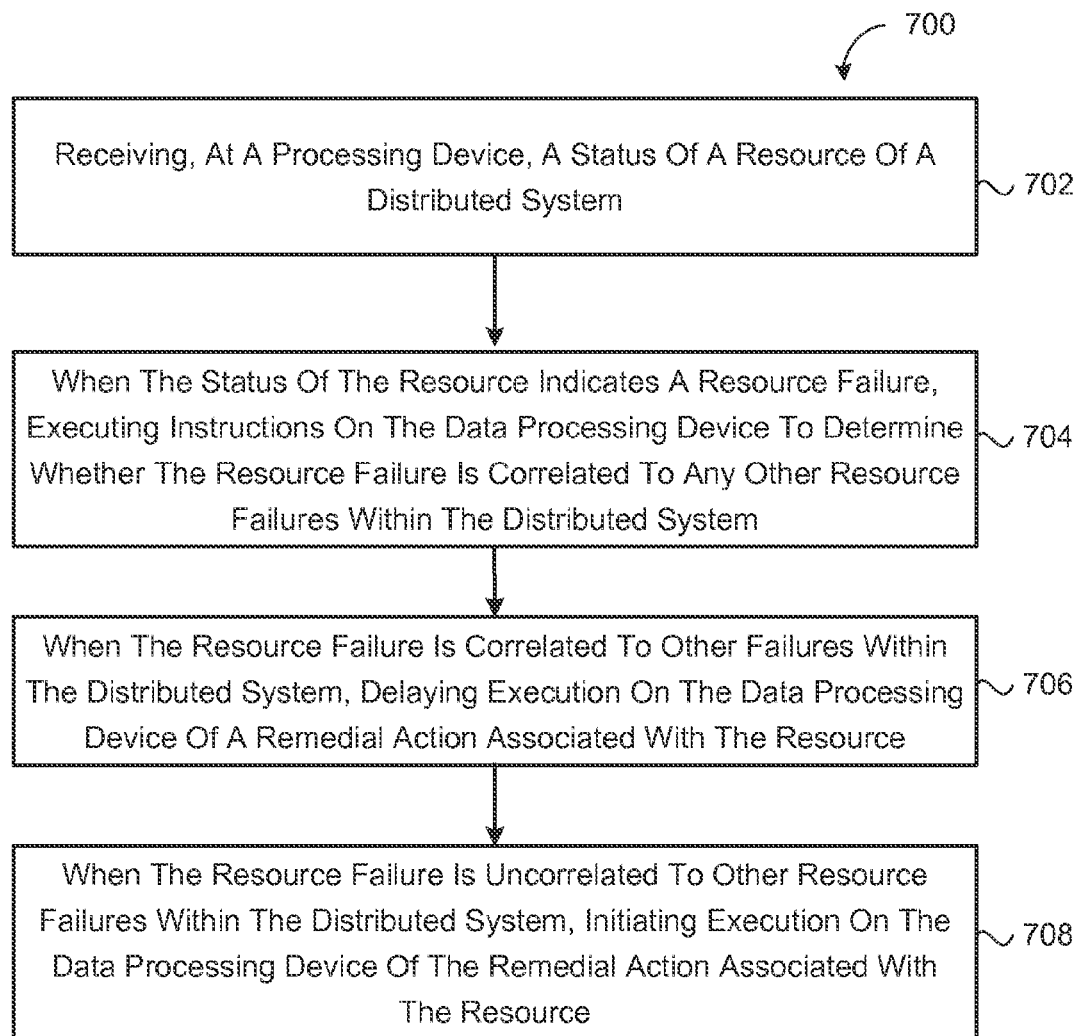 700
Receiving, At A Processing Device, A Status Of A Resource Of A
Distributed System
702
When The Status Of The Resource Indicates A Resource Failure,
Executing Instructions On The Data Processing Device To Determine
Whether The Resource Failure Is Correlated To Any Other Resource
Failures Within The Distributed System
704
When The Resource Failure Is Correlated To Other Failures Within
The Distributed System, Delaying Execution On The Data Processing
Device Of A Remedial Action Associated With The Resource
706
When The Resource Failure Is Uncorrelated To Other Resource
Failures Within The Distributed System, Initiating Execution On The
Data Processing Device Of The Remedial Action Associated With
The Resource
708